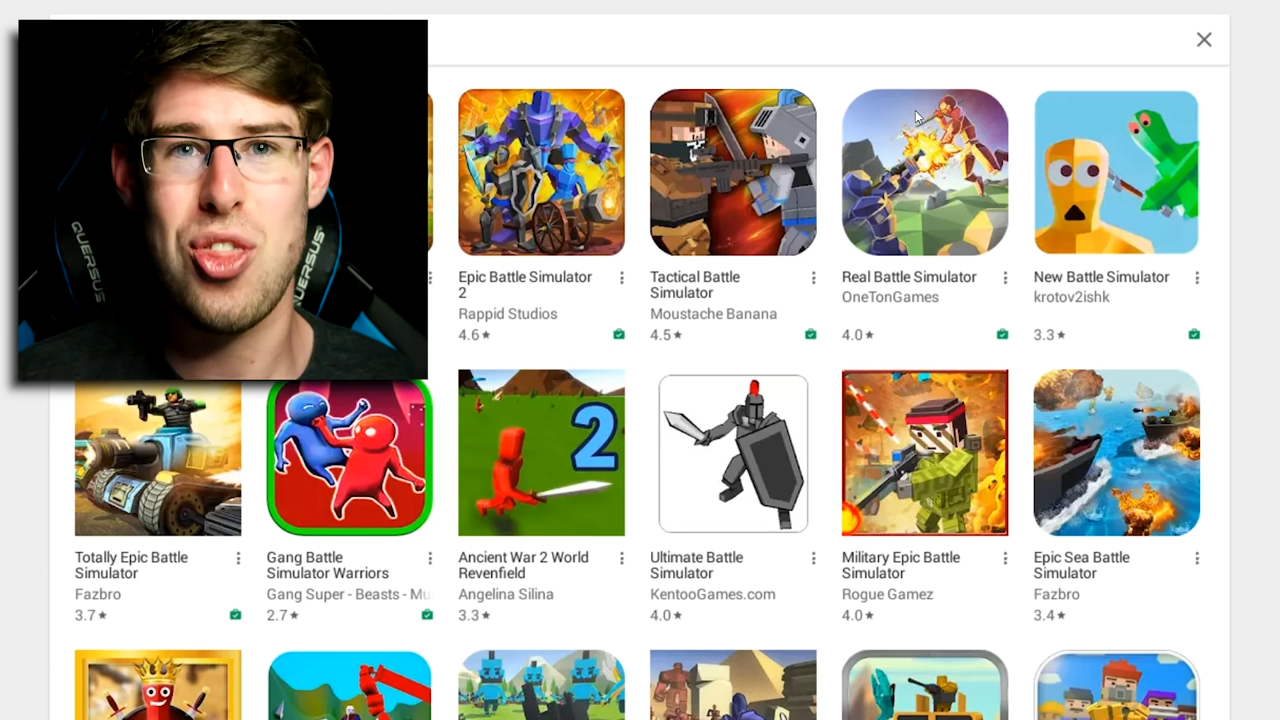 QUERSUS
QUERSUS
Epic Battle Simulator
2
Rappid Studios
4.6★
Tactical Battle
Simulator
Moustache Banana
4.5★
Real Battle Simulator
OneTonGames
4.0★
New Battle Simulator
krotov2ishk
3.3★
2
Totally Epic Battle
Simulator
Fazbro
3.7★
Gang Battle
Simulator Warriors
Gang Super - Beasts - Mu
2.7★
Ancient War 2 World
Revenfield
Angelina Silina
3.3★
Ultimate Battle
Simulator
KentooGames.com
4.0★
Military Epic Battle
Simulator
Rogue Gamez
4.0★
Epic Sea Battle
Simulator
Fazbro
3.4★